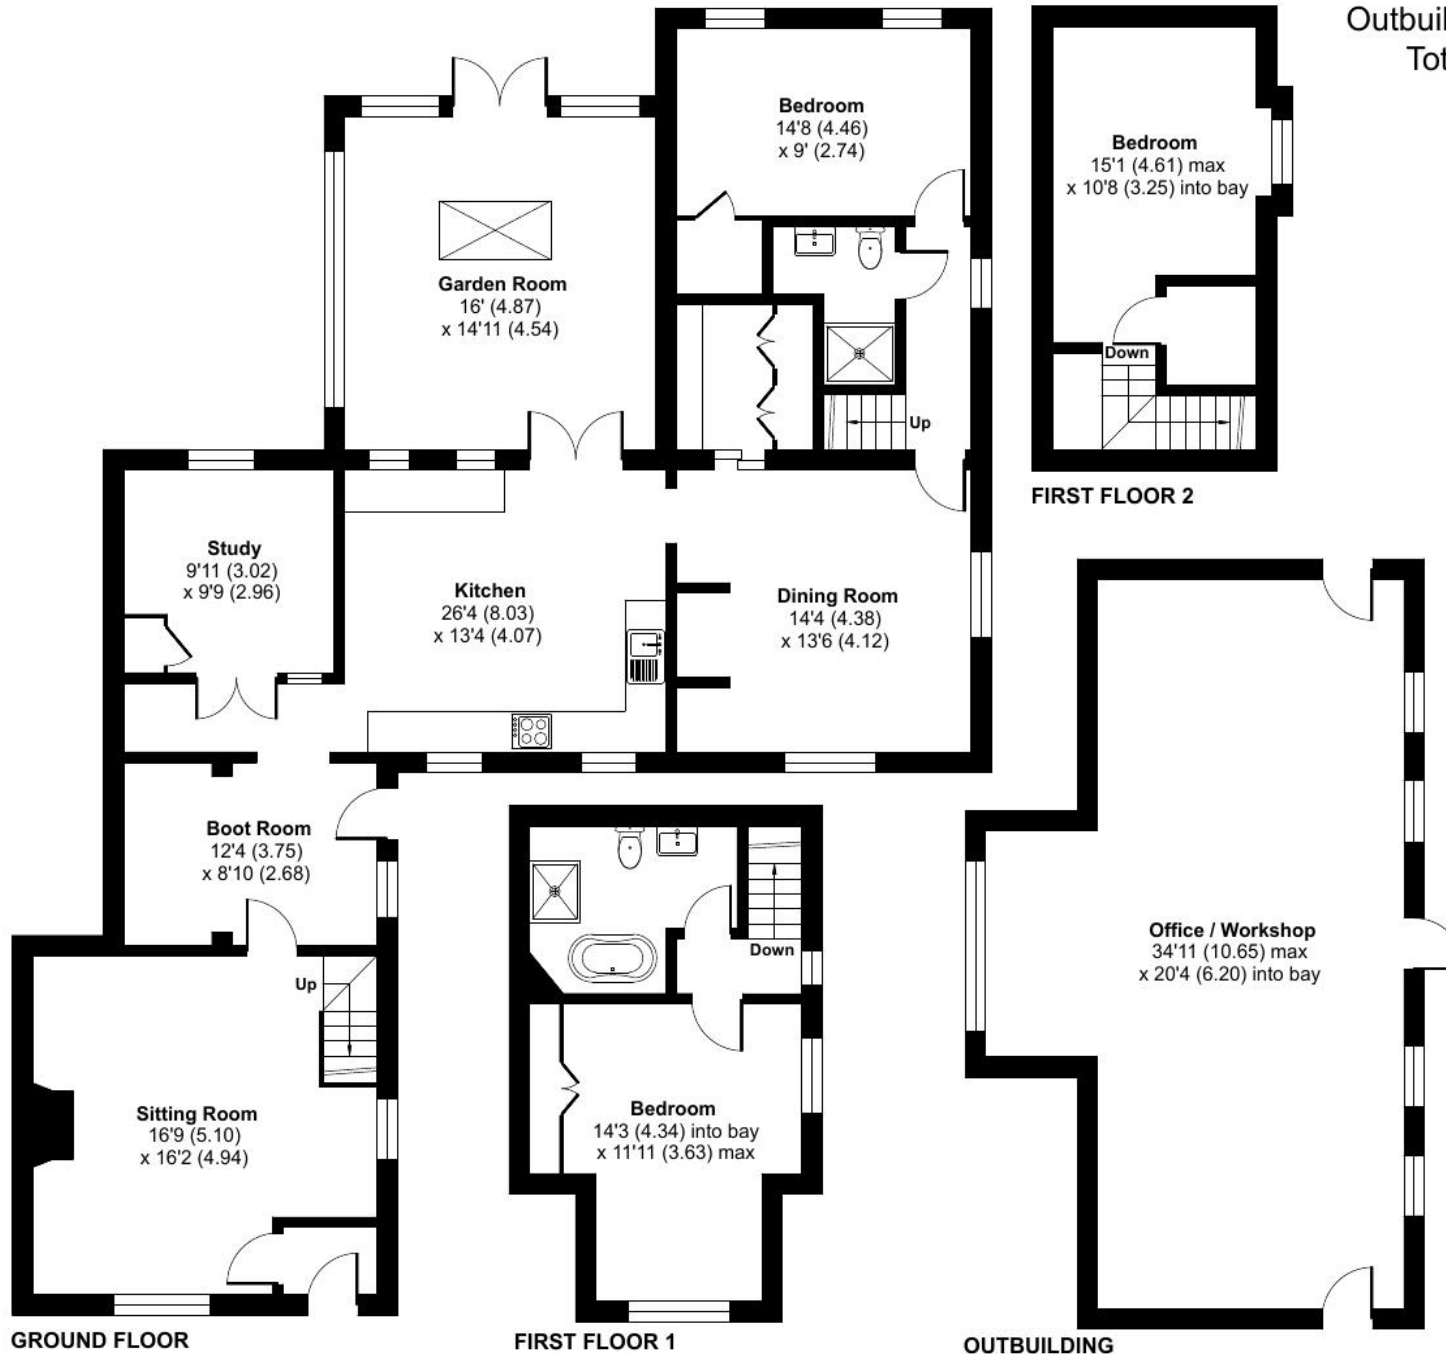 Outbuil
Tot
Bedroom
14'8 (4.46)
x 9' (2.74)
Bedroom
15'1 (4.61) max
x 10'8 (3.25) into bay
Garden Room
16' (4.87)
x 14'11 (4.54)
Down
Up
FIRST FLOOR 2
Study
9'11 (3.02)
x 9'9 (2.96)
Kitchen
26'4 (8.03)
x 13'4 (4.07)
Dining Room
14'4 (4.38)
x 13'6 (4.12)
Boot Room
12'4 (3.75)
x 8'10 (2.68)
Down
Office / Workshop
34'11 (10.65) max
x 20'4 (6.20) into bay
Up
Sitting Room
16'9 (5.10)
x 16'2 (4.94)
Bedroom
14'3 (4.34) into bay
x 11'11 (3.63) max
GROUND FLOOR
FIRST FLOOR 1
OUTBUILDING